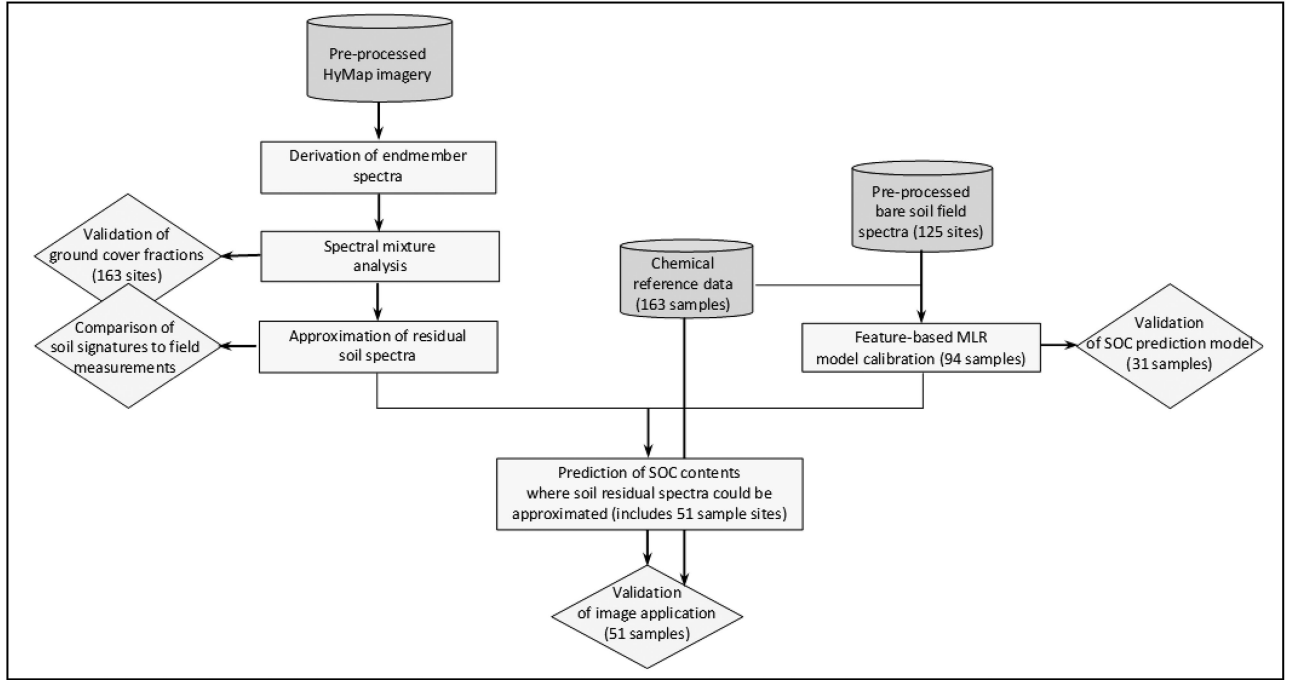 Pre-processed
HyMap imagery
Derivation of endmember
spectra
Pre-processed
bare soil field
spectra (125 sites)
Validation of
ground cover fractions
(163 sites)
Spectral mixture
analysis
Chemical
reference data
(163 samples)
Comparison of
soil signatures to field
measurements
Approximation of residual
soil spectra
Feature-based MLR
model calibration (94 samples)
Validation
of SOC prediction model
(31 samples)
Prediction of SOC contents
where soil residual spectra could be
approximated (includes 51 sample sites)
Validation
of image application
(51 samples)